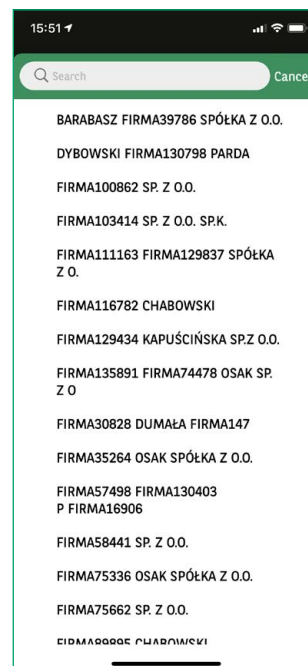 15:51
Search
Cance
BARABASZ FIRMA39786 SPÓŁKA Z O.O.
DYBOWSKI FIRMA130798 PARDA
FIRMA100862 SP. Z O.O.
FIRMA103414 SP. Z O.O. SP.K.
FIRMA111163 FIRMA129837 SPÓŁKA
Z O.
FIRMA116782 CHABOWSKI
FIRMA129434 KAPUŚCIŃSKA SP.Z O.O.
FIRMA135891 FIRMA74478 OSAK SP.
Z O
FIRMA30828 DUMAŁA FIRMA147
FIRMA35264 OSAK SPÓŁKA Z O.O.
FIRMA57498 FIRMA130403
P FIRMA16906
FIRMA58441 SP. Z O.O.
FIRMA75336 OSAK SPÓŁKA Z O.O.
FIRMA75662 SP. Z O.O.
FIRMA89895 CHABOWSKI